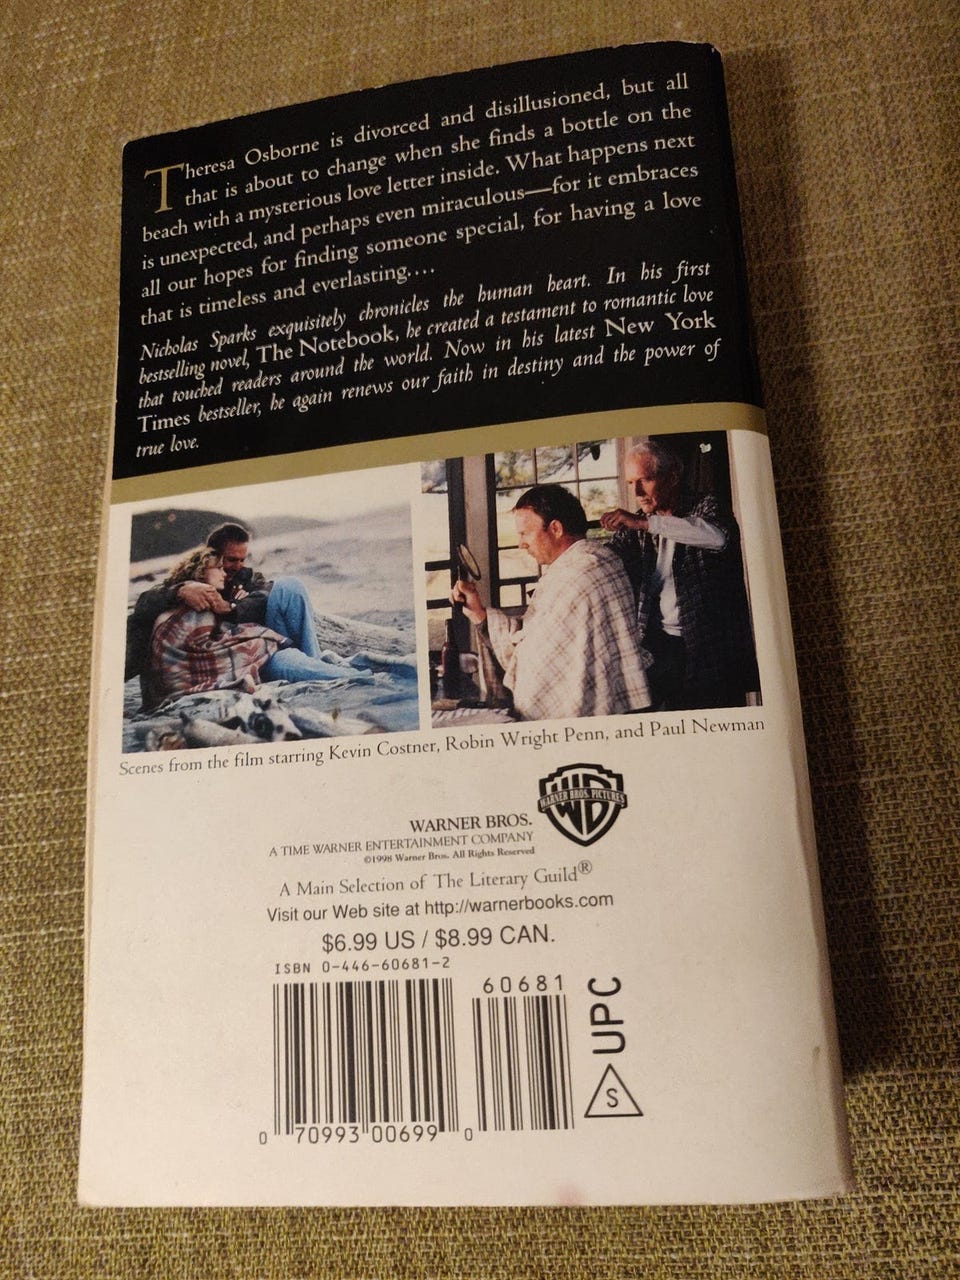 Theresa Osborne is divorced and disillusioned, but all
that is about to change when she finds a bottle on the
beach with a mysterious love letter inside. What happens next
is unexpected, and perhaps even miraculous—for it embraces
all our hopes for finding someone special, for having a love
that is timeless and everlasting....
Nicholas Sparks exquisitely chronicles the human heart. In his first
bestselling novel, The Notebook, he created a testament to romantic love
that touched readers around the world. Now in his latest New York
Times bestseller, he again renews our faith in destiny and the power of
true love.
Scenes from the film starring Kevin Costner, Robin Wright Penn, and Paul Newman
WARNER BROS. PICTURES
WB
WARNER BROS.
A TIME WARNER ENTERTAINMENT COMPANY
©1998 Warner Bros. All Rights Reserved
A Main Selection of The Literary Guild®
Visit our Web site at http://warnerbooks.com
$6.99 US / $8.99 CAN.
ISBN 0-446-60681-2
60681
UPC
S
0 70993 00699 0